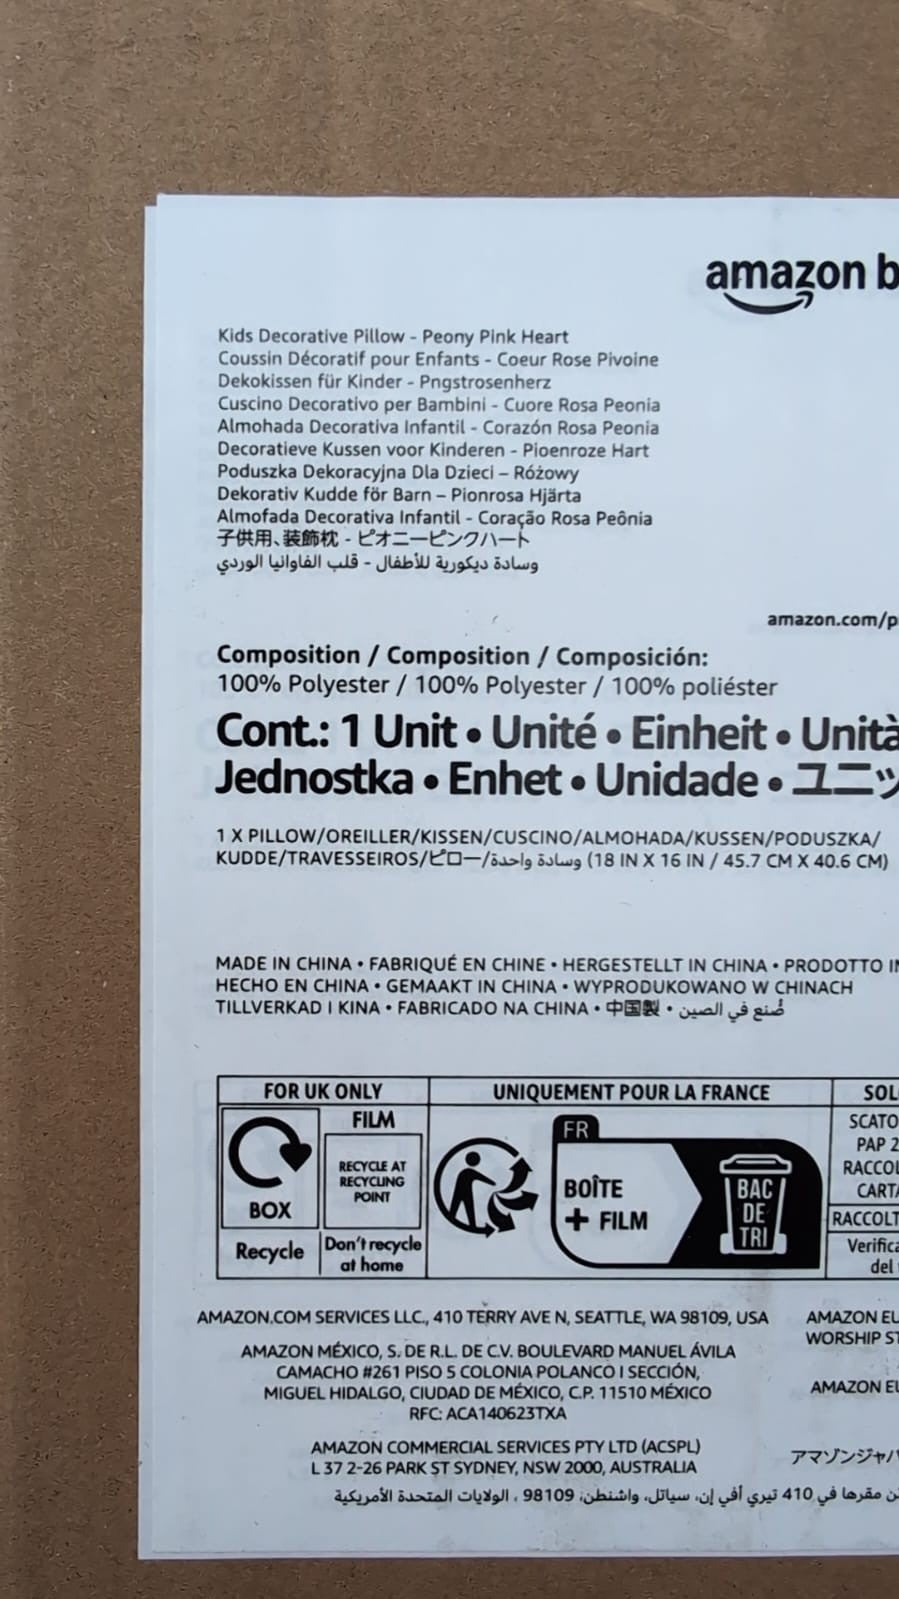 amazon b
Kids Decorative Pillow - Peony Pink Heart
Coussin Décoratif pour Enfants - Coeur Rose Pivoine
Dekokissen für Kinder - Pngstrosenherz
Cuscino Decorativo per Bambini - Cuore Rosa Peonia
Almohada Decorativa Infantil - Corazón Rosa Peonia
Decoratieve Kussen voor Kinderen - Pioenroze Hart
Poduszka Dekoracyjna Dla Dzieci – Różowy
Dekorativ Kudde för Barn – Pionrosa Hjärta
Almofada Decorativa Infantil - Coração Rosa Peônia
子供用、装飾枕 - ピオニーピンクハート
وسادة ديكورية للأطفال - قلب الفاوانيا الوردي
amazon.com/p
Composition / Composition / Composición:
100% Polyester / 100% Polyester / 100% poliéster
Cont.: 1 Unit • Unité • Einheit • Unità
Jednostka • Enhet • Unidade • ユニッ
1 X PILLOW/OREILLER/KISSEN/CUSCINO/ALMOHADA/KUSSEN/PODUSZKA/
KUDDE/TRAVESSEIROS/ピロー/وسادة واحدة (18 IN X 16 IN / 45.7 CM X 40.6 CM)
MADE IN CHINA • FABRIQUÉ EN CHINE • HERGESTELLT IN CHINA • PRODOTTO IN
HECHO EN CHINA • GEMAAKT IN CHINA • WYPRODUKOWANO W CHINACH
TILLVERKAD I KINA • FABRICADO NA CHINA • 中国製 • صُنع في الصين
FOR UK ONLY
BOX
Recycle
FILM
RECYCLE AT
RECYCLING
POINT
Don't recycle
at home
UNIQUEMENT POUR LA FRANCE
FR
BOÎTE
+ FILM
BAC
DE
TRI
SOL
SCATO
PAP 2
RACCOL
CARTA
RACCOLT
Verifica
del
AMAZON.COM SERVICES LLC., 410 TERRY AVE N, SEATTLE, WA 98109, USA
AMAZON MÉXICO, S. DE R.L. DE C.V. BOULEVARD MANUEL ÁVILA
CAMACHO #261 PISO 5 COLONIA POLANCO I SECCIÓN,
MIGUEL HIDALGO, CIUDAD DE MÉXICO, C.P. 11510 MÉXICO
RFC: ACA140623TXA
AMAZON COMMERCIAL SERVICES PTY LTD (ACSPL)
L 37 2-26 PARK ST SYDNEY, NSW 2000, AUSTRALIA
AMAZON EU
WORSHIP ST
AMAZON EU
アマゾンジャパ
مقرها في 410 تيري أفي إن، سياتل، واشنطن، 98109 ، الولايات المتحدة الأمريكية